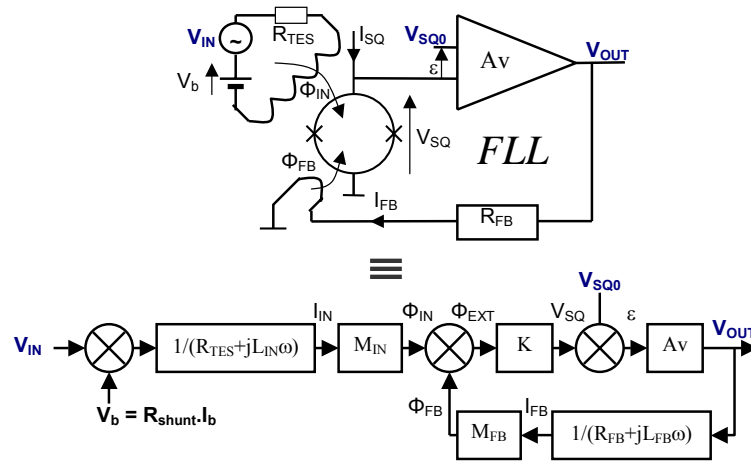 V_IN
~
R_TES
I_SQ
V_SQ0
ε
Av
V_OUT
V_b
Φ_IN
V_SQ
FLL
Φ_FB
I_FB
R_FB
≡
V_SQ0
V_IN
1/(R_TES+jL_INω)
I_IN
M_IN
Φ_IN
Φ_EXT
K
V_SQ
ε
Av
V_OUT
V_b = R_shunt.I_b
Φ_FB
M_FB
I_FB
1/(R_FB+jL_FBω)